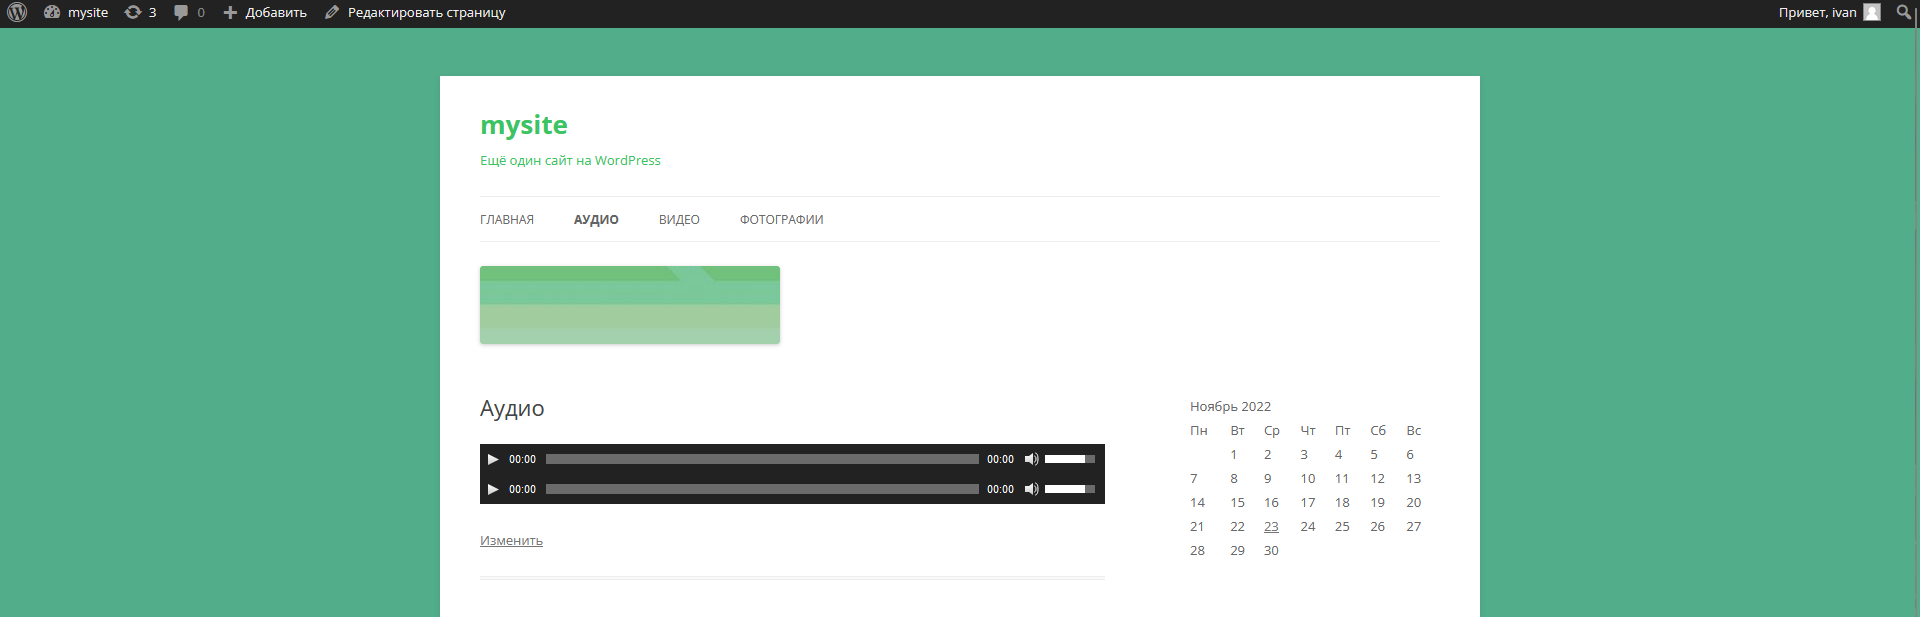 mysite 3 0 Добавить Редактировать страницу Привет, ivan
mysite
Ещё один сайт на WordPress
ГЛАВНАЯ АУДИО ВИДЕО ФОТОГРАФИИ
Аудио
00:00 00:00
00:00 00:00
Изменить
Ноябрь 2022
Пн Вт Ср Чт Пт Сб Вс
1 2 3 4 5 6
7 8 9 10 11 12 13
14 15 16 17 18 19 20
21 22 23 24 25 26 27
28 29 30